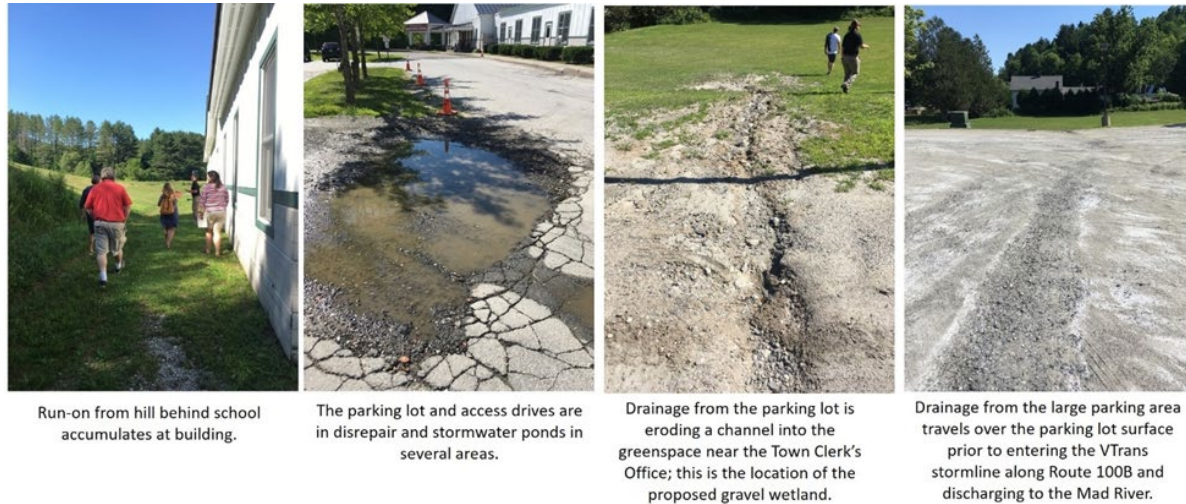 Run-on from hill behind school
accumulates at building.
The parking lot and access drives are
in disrepair and stormwater ponds in
several areas.
Drainage from the parking lot is
eroding a channel into the
greenspace near the Town Clerk's
Office; this is the location of the
proposed gravel wetland.
Drainage from the large parking area
travels over the parking lot surface
prior to entering the VTrans
stormline along Route 100B and
discharging to the Mad River.